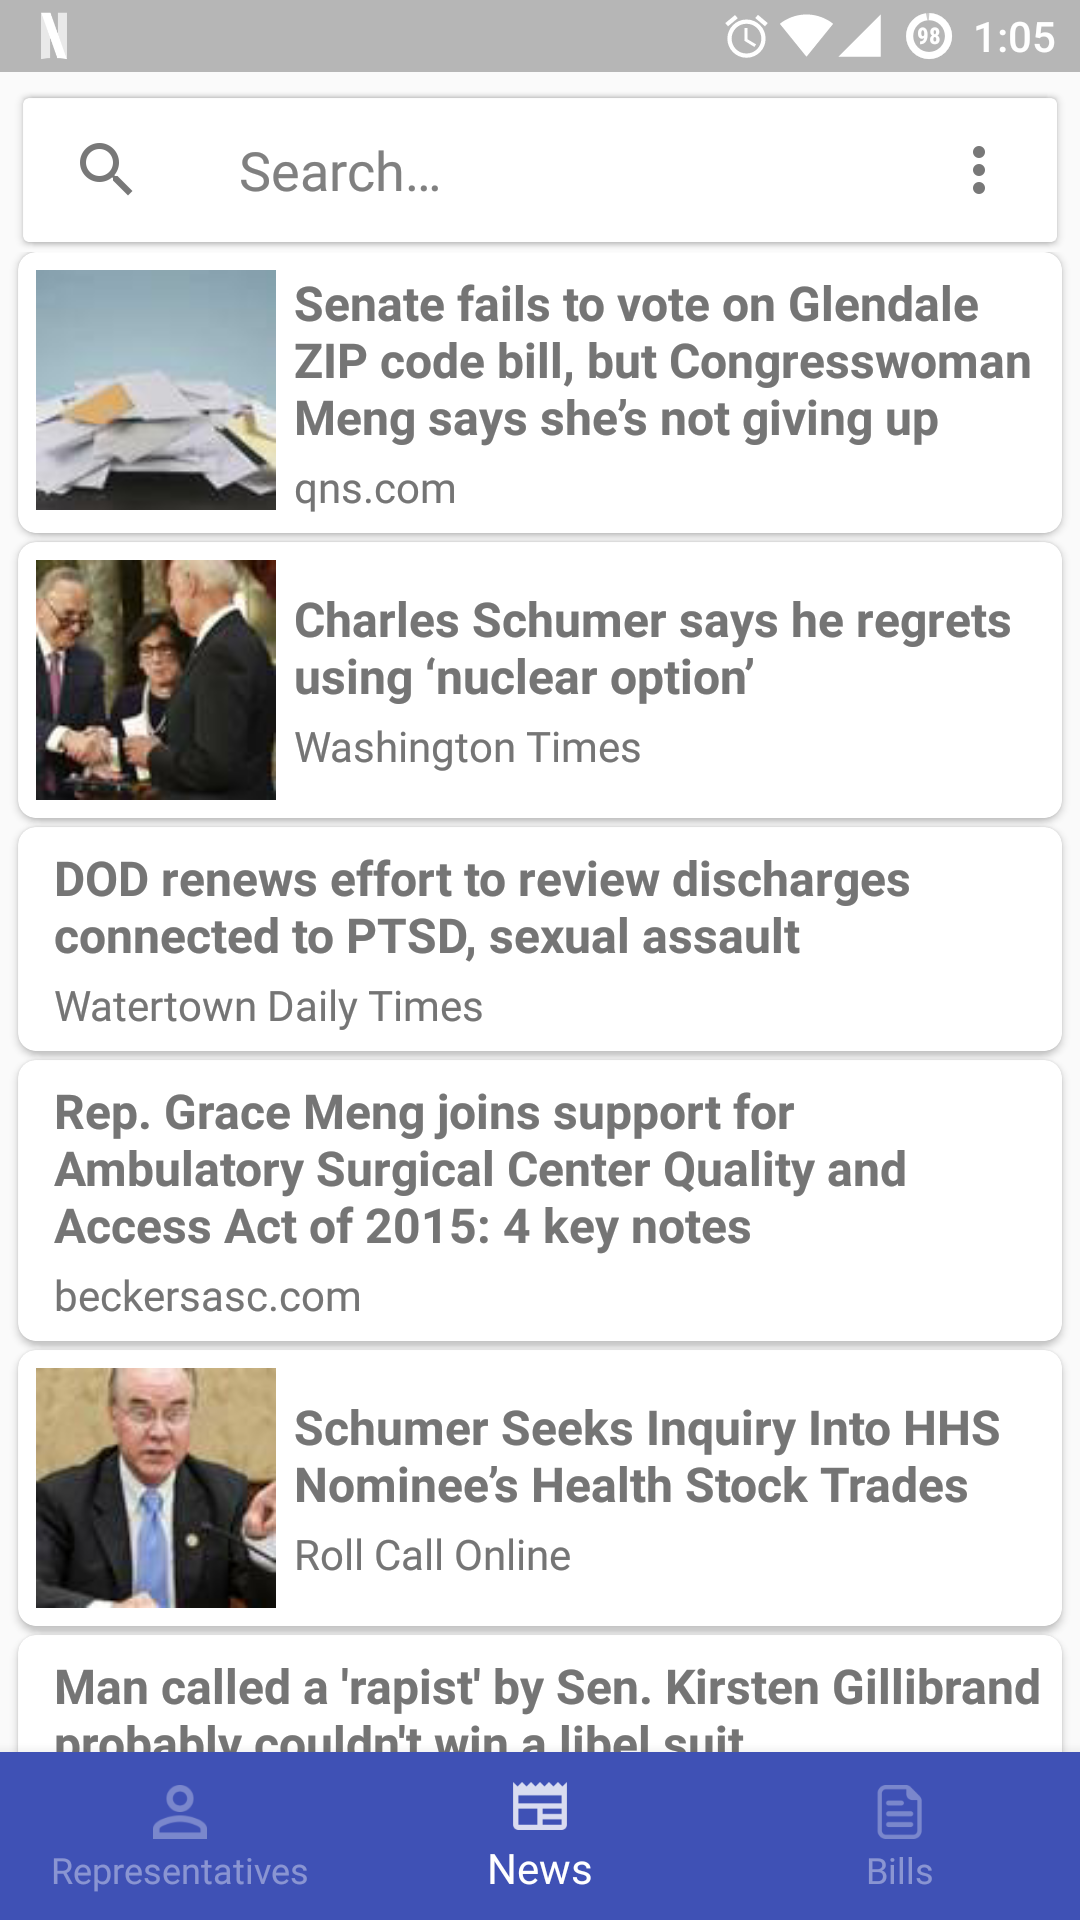 N
98 1:05
Search...
Senate fails to vote on Glendale
ZIP code bill, but Congresswoman
Meng says she’s not giving up
qns.com
Charles Schumer says he regrets
using ‘nuclear option’
Washington Times
DOD renews effort to review discharges
connected to PTSD, sexual assault
Watertown Daily Times
Rep. Grace Meng joins support for
Ambulatory Surgical Center Quality and
Access Act of 2015: 4 key notes
beckersasc.com
Schumer Seeks Inquiry Into HHS
Nominee’s Health Stock Trades
Roll Call Online
Man called a 'rapist' by Sen. Kirsten Gillibrand
probably couldn't win a libel suit
Representatives
News
Bills